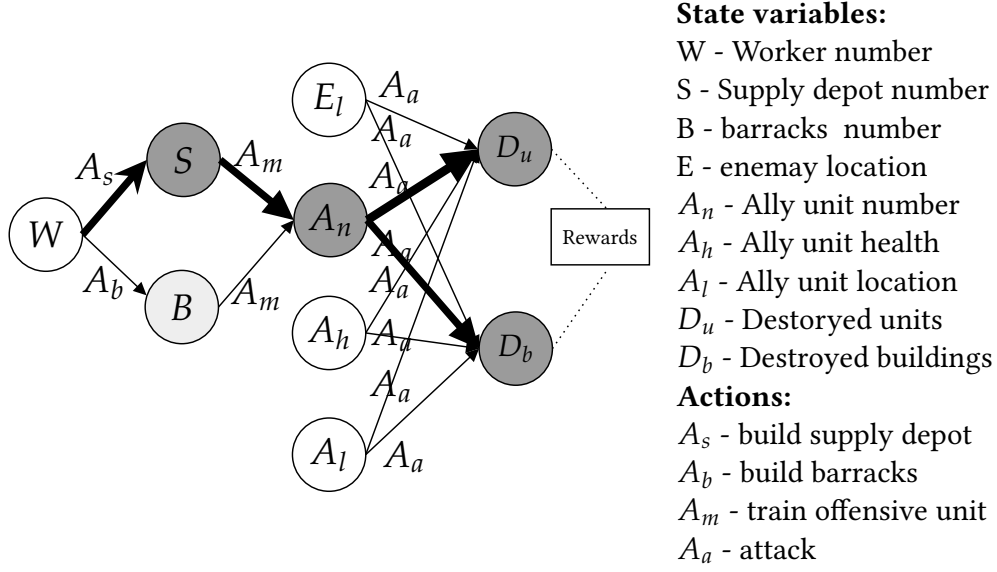 State variables:
W - Worker number
S - Supply depot number
B - barracks  number
E - enemay location
A_n - Ally unit number
A_h - Ally unit health
A_l - Ally unit location
D_u - Destoryed units
D_b - Destroyed buildings
Actions:
A_s - build supply depot
A_b - build barracks
A_m - train offensive unit
A_a - attack
W
A_s
A_b
S
B
A_m
A_m
E_l
A_n
A_h
A_l
A_a
A_a
A_a
A_a
A_a
A_a
A_a
A_a
D_u
D_b
Rewards